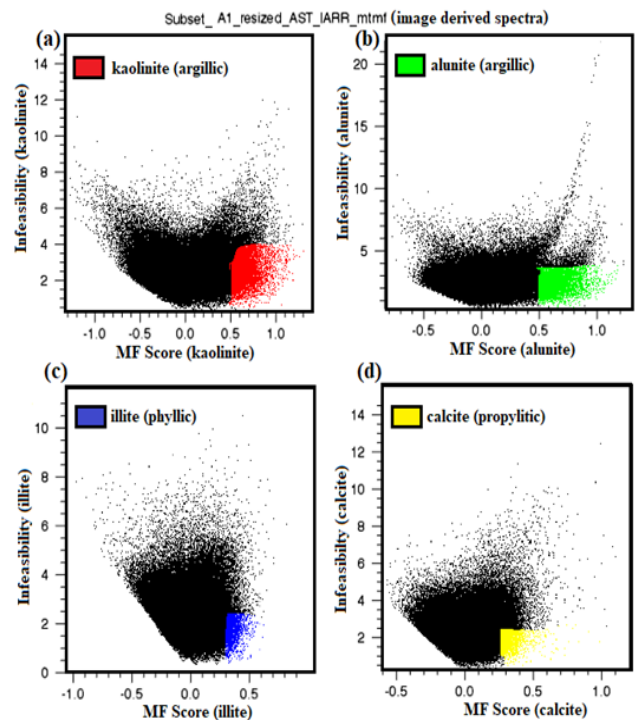 Subset_ A1_resized_AST_IARR_mtmf (image derived spectra)
(a)
kaolinite (argillic)
Infeasibility (kaolinite)
14
12
10
8
6
4
2
-1.0 -0.5 0.0 0.5 1.0
MF Score (kaolinite)
(b)
alunite (argillic)
Infeasibility (alunite)
20
15
10
5
-0.5 0.0 0.5 1.0
MF Score (alunite)
(c)
illite (phyllic)
Infeasibility (illite)
10
8
6
4
2
0
-1.0 -0.5 0.0 0.5
MF Score (illite)
(d)
calcite (propylitic)
Infeasibilty (calcite)
14
12
10
8
6
4
2
-0.5 0.0 0.5 1.0
MF Score (calcite)